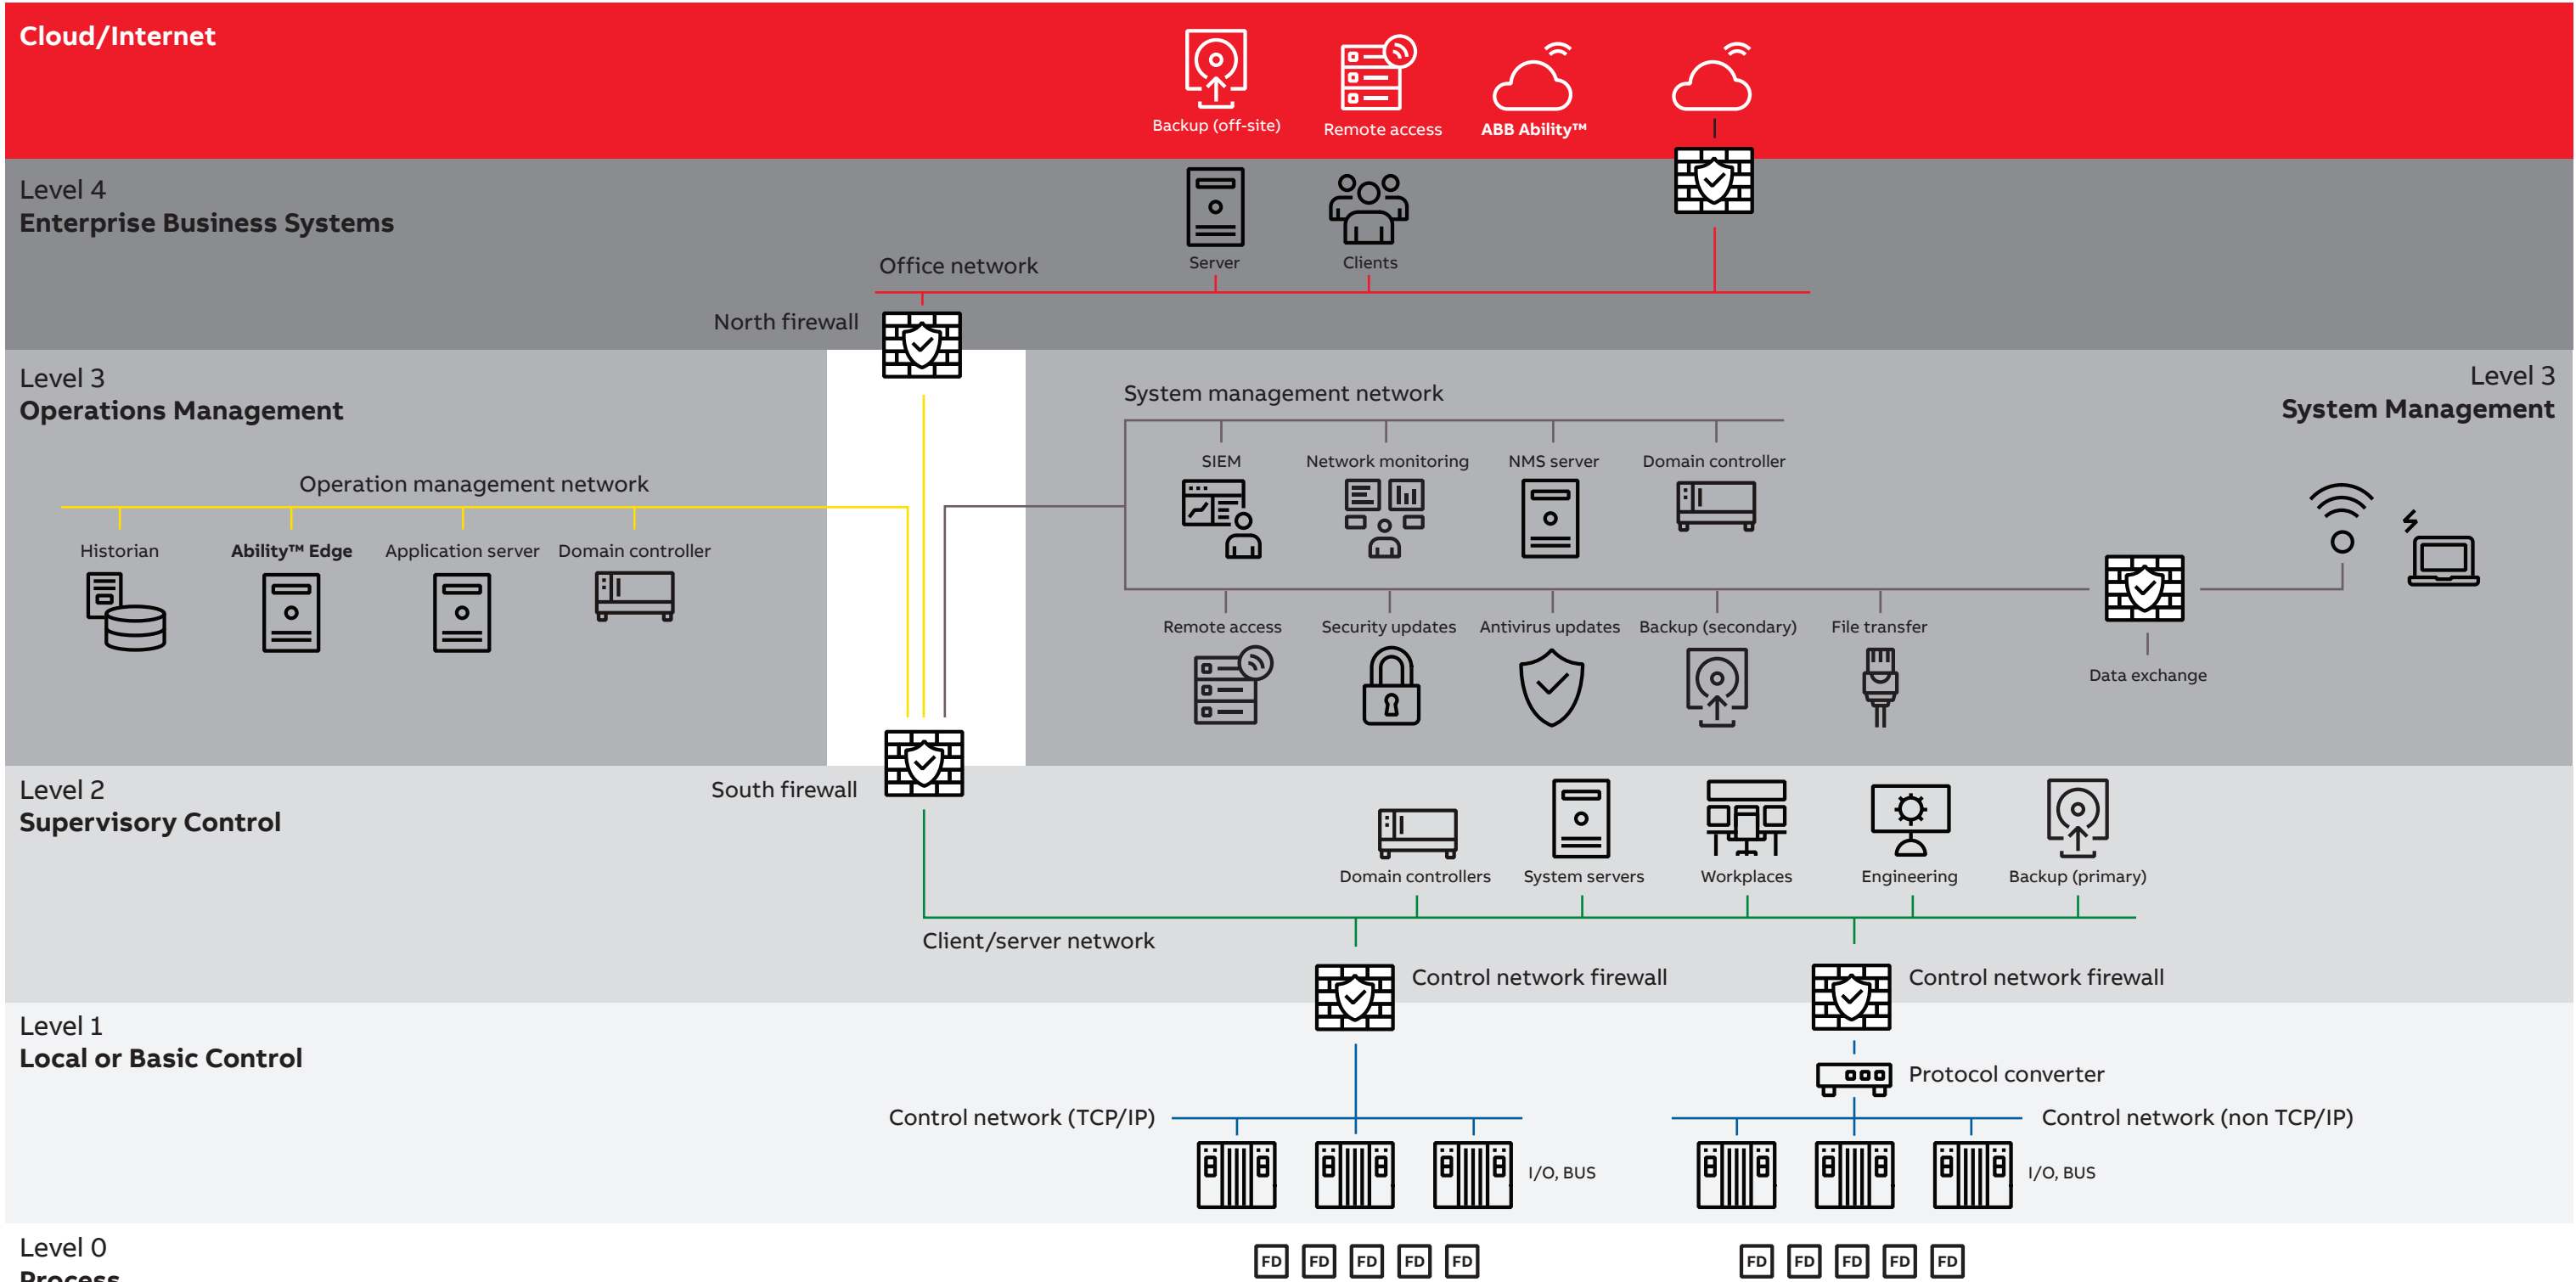 Cloud/Internet
Backup (off-site)
Remote access
ABB Ability™
Level 4
Enterprise Business Systems
Server
Clients
Office network
North firewall
Level 3
Operations Management
Level 3
System Management
System management network
SIEM
Network monitoring
NMS server
Domain controller
Operation management network
Historian
Ability™ Edge
Application server
Domain controller
Remote access
Security updates
Antivirus updates
Backup (secondary)
File transfer
Data exchange
Level 2
Supervisory Control
South firewall
Domain controllers
System servers
Workplaces
Engineering
Backup (primary)
Client/server network
Control network firewall
Control network firewall
Level 1
Local or Basic Control
Protocol converter
Control network (TCP/IP)
Control network (non TCP/IP)
I/O, BUS
I/O, BUS
Level 0
Process
FD FD FD FD FD
FD FD FD FD FD